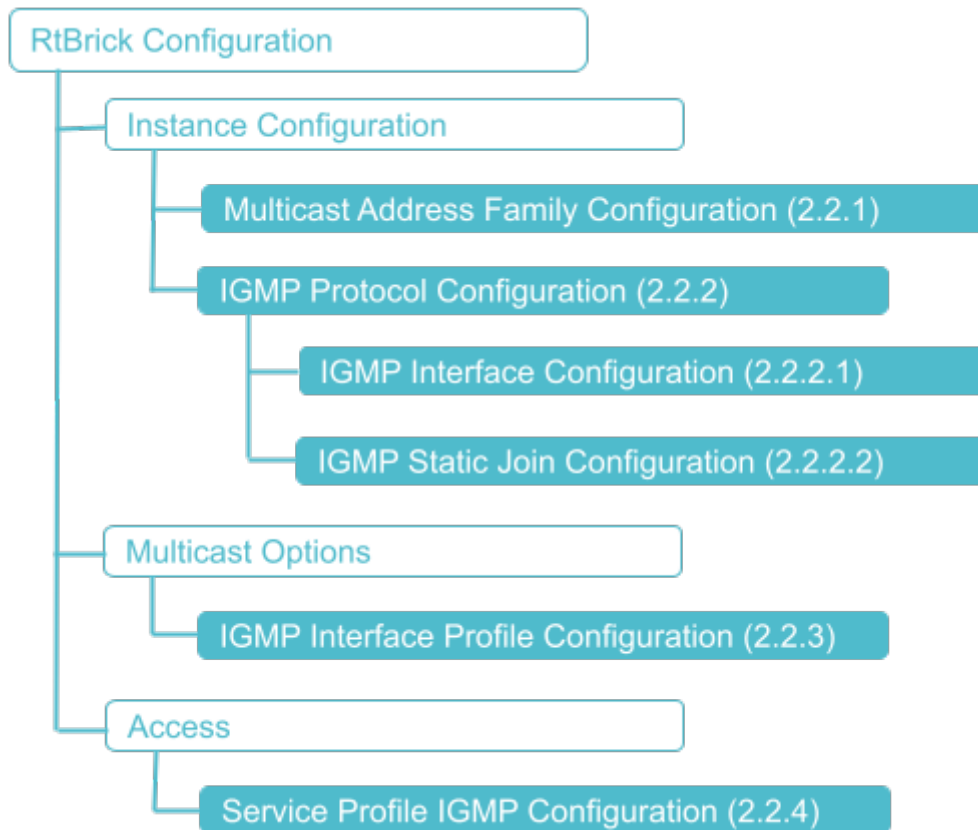 RtBrick Configuration
Instance Configuration
Multicast Address Family Configuration (2.2.1)
IGMP Protocol Configuration (2.2.2)
IGMP Interface Configuration (2.2.2.1)
IGMP Static Join Configuration (2.2.2.2)
Multicast Options
IGMP Interface Profile Configuration (2.2.3)
Access
Service Profile IGMP Configuration (2.2.4)